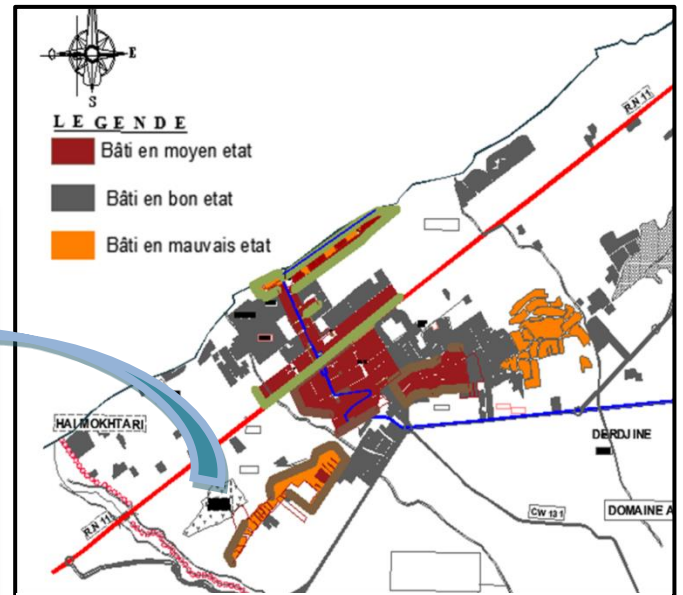 E
S
LEGENDE
Bâti en moyen etat
Bâti en bon etat
Bâti en mauvais etat
R.N 11
HAI MOKHTARI
DERDJINE
R.N 11
CW 131
DOMAINE A